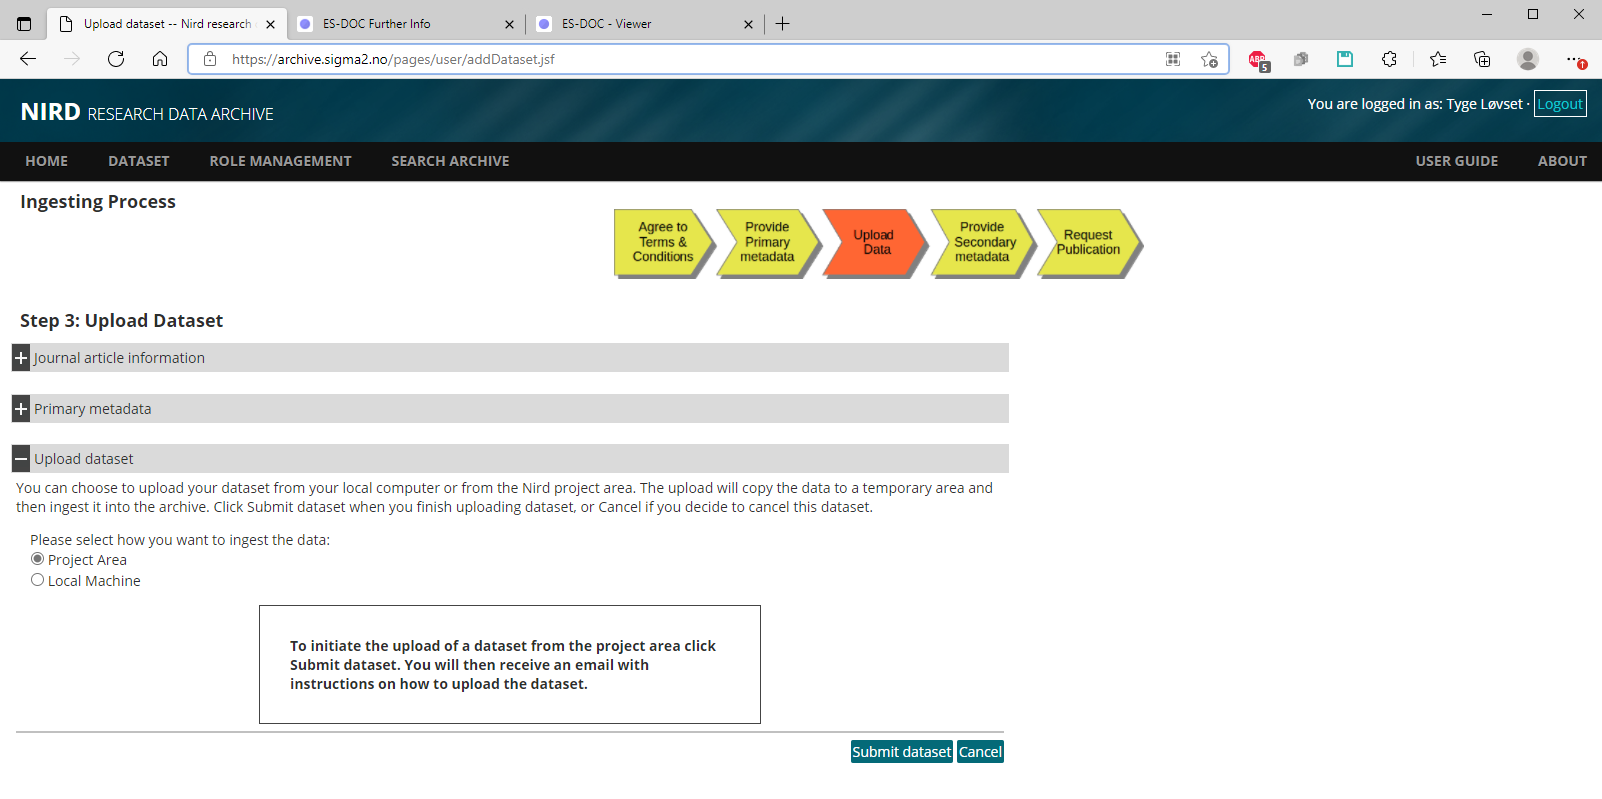 Upload dataset -- Nird research
ES-DOC Further Info
ES-DOC - Viewer
https://archive.sigma2.no/pages/user/addDataset.jsf
ABP
5
NIRD RESEARCH DATA ARCHIVE
You are logged in as: Tyge Løvset · Logout
HOME
DATASET
ROLE MANAGEMENT
SEARCH ARCHIVE
USER GUIDE
ABOUT
Ingesting Process
Agree to
Terms &
Conditions
Provide
Primary
metadata
Upload
Data
Provide
Secondary
metadata
Request
Publication
Step 3: Upload Dataset
Journal article information
Primary metadata
Upload dataset
You can choose to upload your dataset from your local computer or from the Nird project area. The upload will copy the data to a temporary area and
then ingest it into the archive. Click Submit dataset when you finish uploading dataset, or Cancel if you decide to cancel this dataset.
Please select how you want to ingest the data:
Project Area
Local Machine
To initiate the upload of a dataset from the project area click
Submit dataset. You will then receive an email with
instructions on how to upload the dataset.
Submit dataset
Cancel